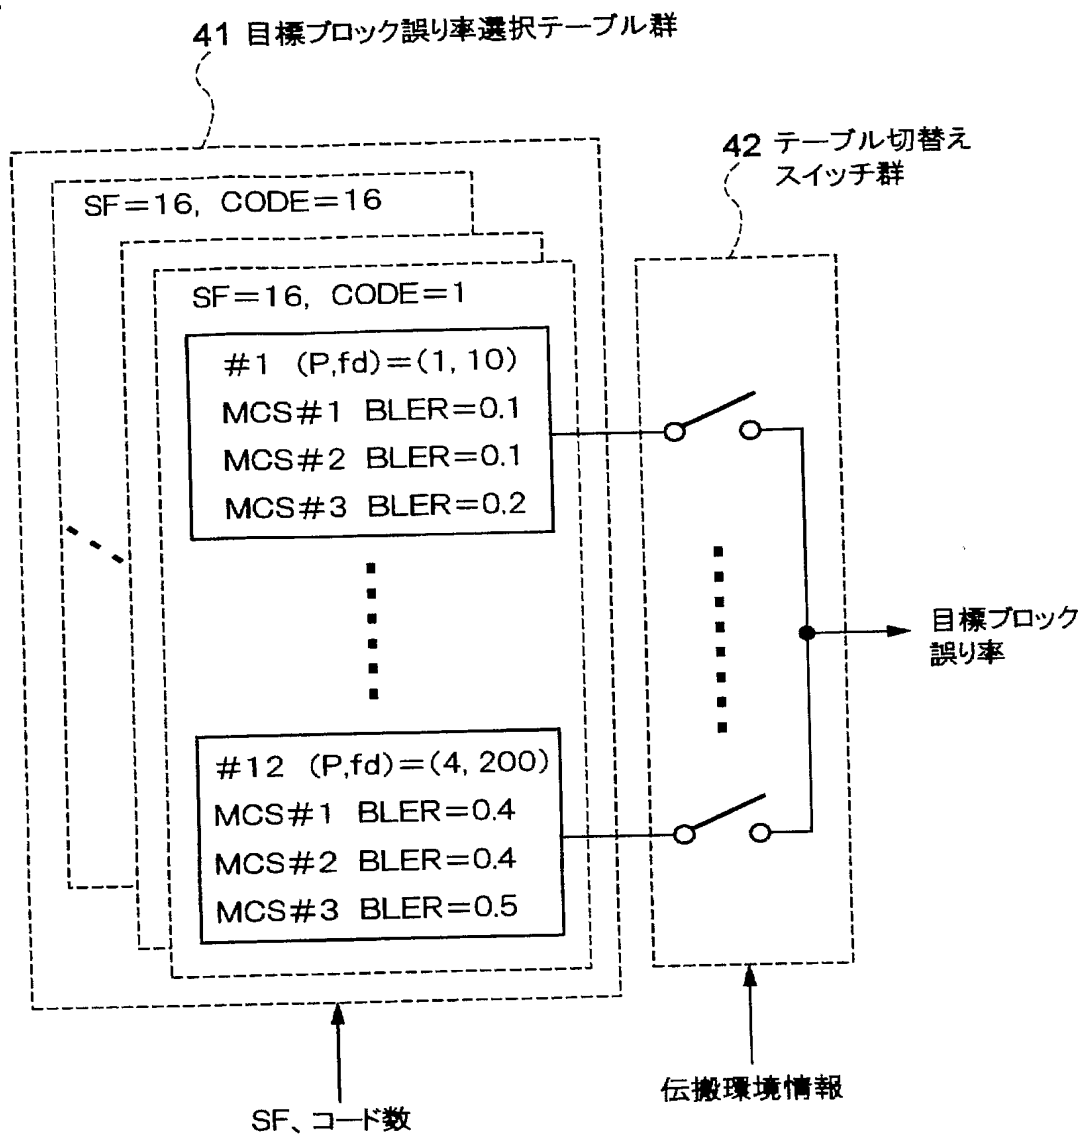 41 目標ブロック誤り率選択テーブル群
42 テーブル切替え
スイッチ群
SF=16, CODE=16
SF=16, CODE=1
#1 (P,fd)=(1, 10)
MCS#1 BLER=0.1
MCS#2 BLER=0.1
MCS#3 BLER=0.2
目標ブロック
誤り率
#12 (P,fd)=(4, 200)
MCS#1 BLER=0.4
MCS#2 BLER=0.4
MCS#3 BLER=0.5
伝搬環境情報
SF、コード数